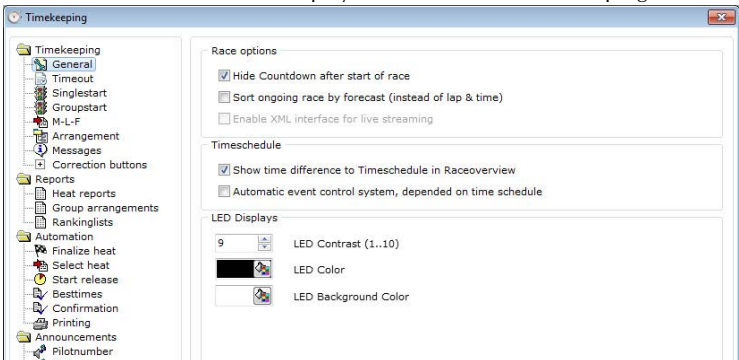 Timekeeping
Timekeeping
General
Timeout
Singlestart
Groupstart
M-L-F
Arrangement
Messages
Correction buttons
Reports
Heat reports
Group arrangements
Rankinglists
Automation
Finalize heat
Select heat
Start release
Besttimes
Confirmation
Printing
Announcements
Pilotnumber
Race options
Hide Countdown after start of race
Sort ongoing race by forecast (instead of lap & time)
Enable XML interface for live streaming
Timeschedule
Show time difference to Timeschedule in Raceoverview
Automatic event control system, depended on time schedule
LED Displays
9 LED Contrast (1..10)
LED Color
LED Background Color